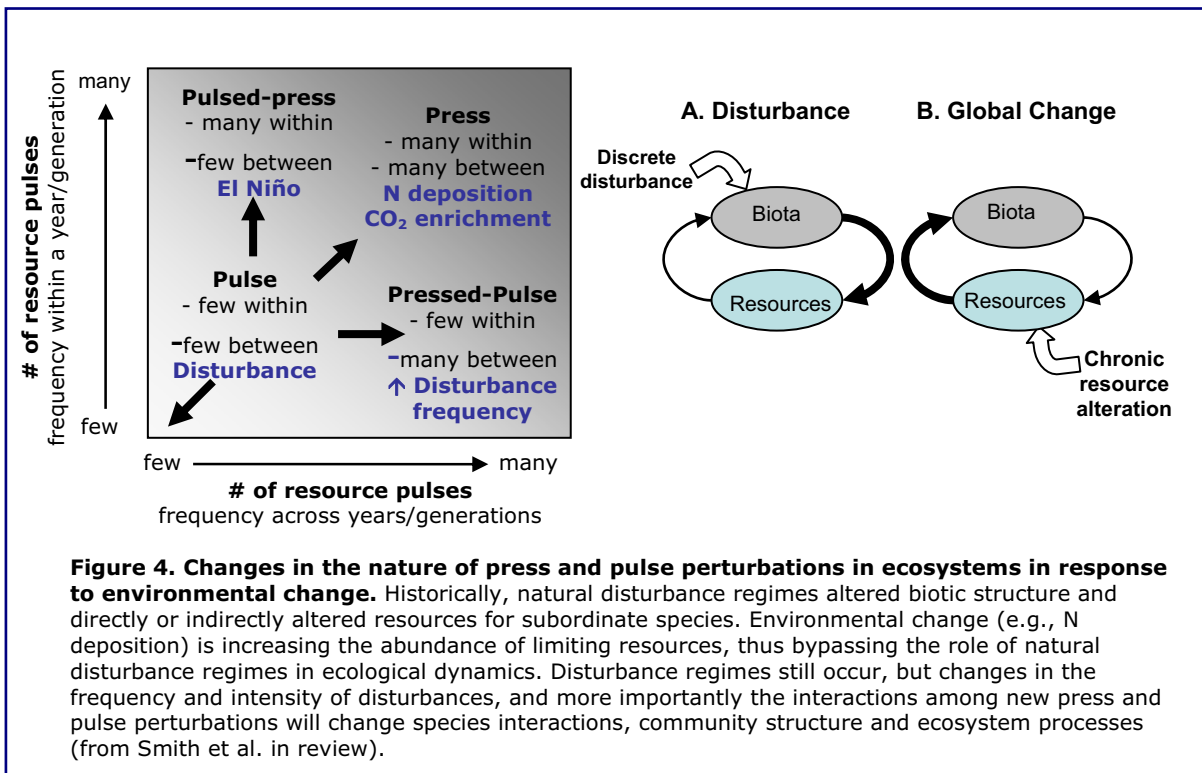 many
# of resource pulses
frequency within a year/generation
few
Pulsed-press
- many within
-few between
El Niño
Press
- many within
- many between
N deposition
CO₂ enrichment
Pulse
- few within
-few between
Disturbance
Pressed-Pulse
- few within
-many between
↑ Disturbance
frequency
few
many
# of resource pulses
frequency across years/generations
A. Disturbance
Discrete
disturbance
Biota
Resources
B. Global Change
Biota
Resources
Chronic
resource
alteration
Figure 4. Changes in the nature of press and pulse perturbations in ecosystems in response
to environmental change. Historically, natural disturbance regimes altered biotic structure and
directly or indirectly altered resources for subordinate species. Environmental change (e.g., N
deposition) is increasing the abundance of limiting resources, thus bypassing the role of natural
disturbance regimes in ecological dynamics. Disturbance regimes still occur, but changes in the
frequency and intensity of disturbances, and more importantly the interactions among new press and
pulse perturbations will change species interactions, community structure and ecosystem processes
(from Smith et al. in review).